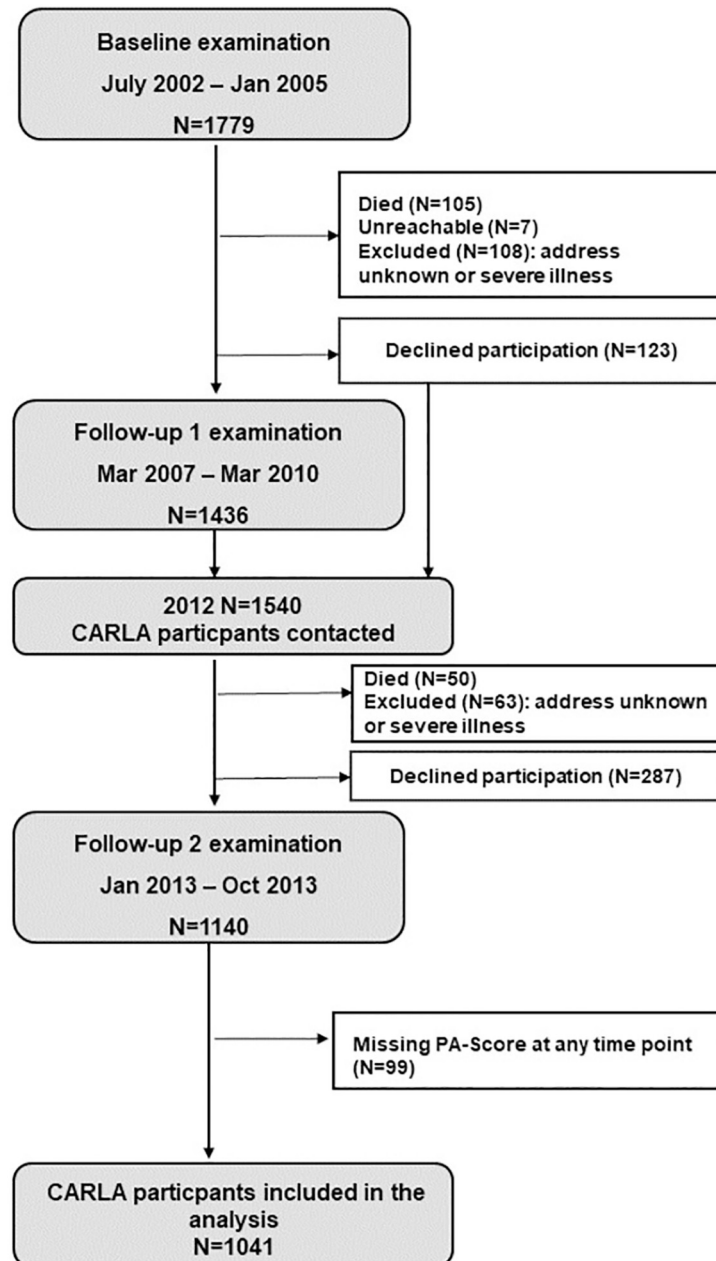 Baseline examination
July 2002 – Jan 2005
N=1779
Died (N=105)
Unreachable (N=7)
Excluded (N=108): address
unknown or severe illness
Declined participation (N=123)
Follow-up 1 examination
Mar 2007 – Mar 2010
N=1436
2012 N=1540
CARLA particpants contacted
Died (N=50)
Excluded (N=63): address unknown
or severe illness
Declined participation (N=287)
Follow-up 2 examination
Jan 2013 – Oct 2013
N=1140
Missing PA-Score at any time point
(N=99)
CARLA particpants included in the
analysis
N=1041